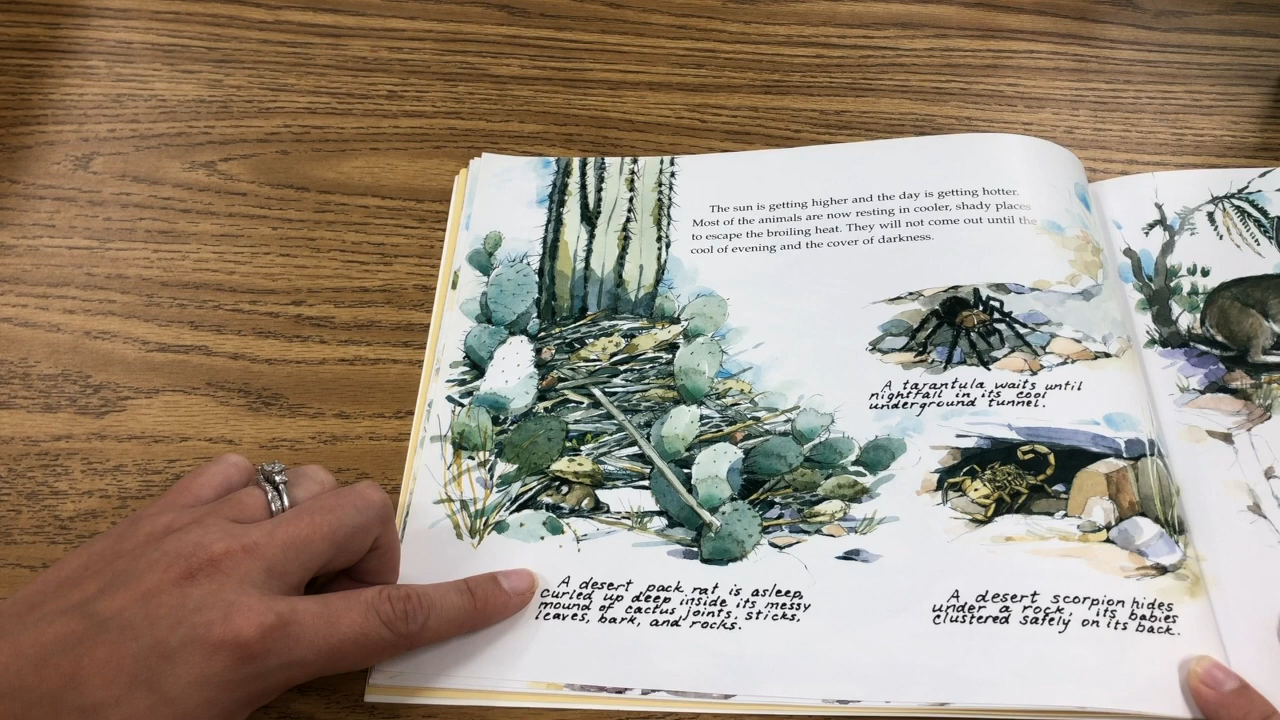 The sun is getting higher and the day is getting hotter.
Most of the animals are now resting in cooler, shady places
to escape the broiling heat. They will not come out until the
cool of evening and the cover of darkness.
A tarantula waits until
nightfall in its cool
underground tunnel.
A desert pack rat is asleep,
curled up deep inside its messy
mound of cactus joints, sticks,
leaves, bark, and rocks.
A desert scorpion hides
under a rock, its babies
clustered safely on its back.